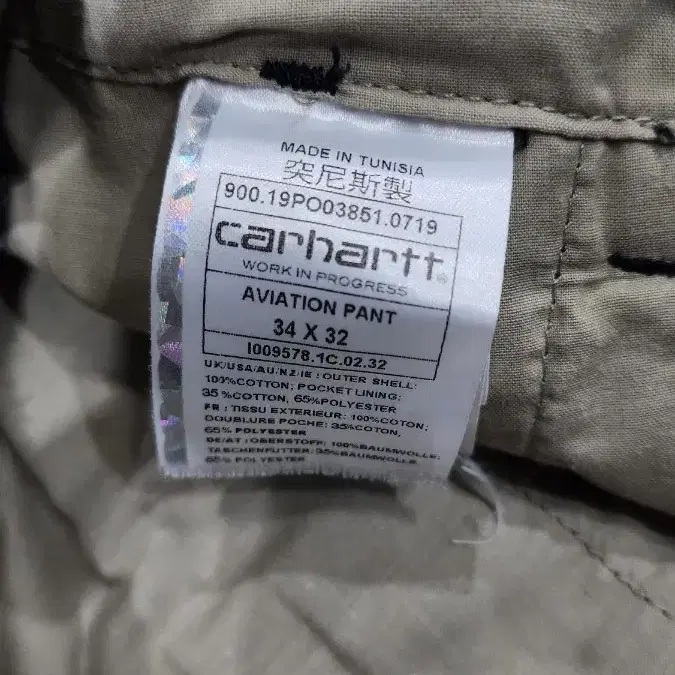 MADE IN TUNISIA
突尼斯製
900.19PO03851.0719
carhartt®
WORK IN PROGRESS
AVIATION PANT
34 X 32
I009578.1C.02.32
UK/USA/AU/NZ/IE : OUTER SHELL:
100%COTTON; POCKET LINING:
35%COTTON, 65%POLYESTER
FR : TISSU EXTERIEUR: 100%COTON;
DOUBLURE POCHE: 35%COTON,
65% POLYESTER
DE/AT : OBERSTOFF: 100%BAUMWOLLE;
TASCHENFUTTER: 35%BAUMWOLLE,
65% POLYESTER